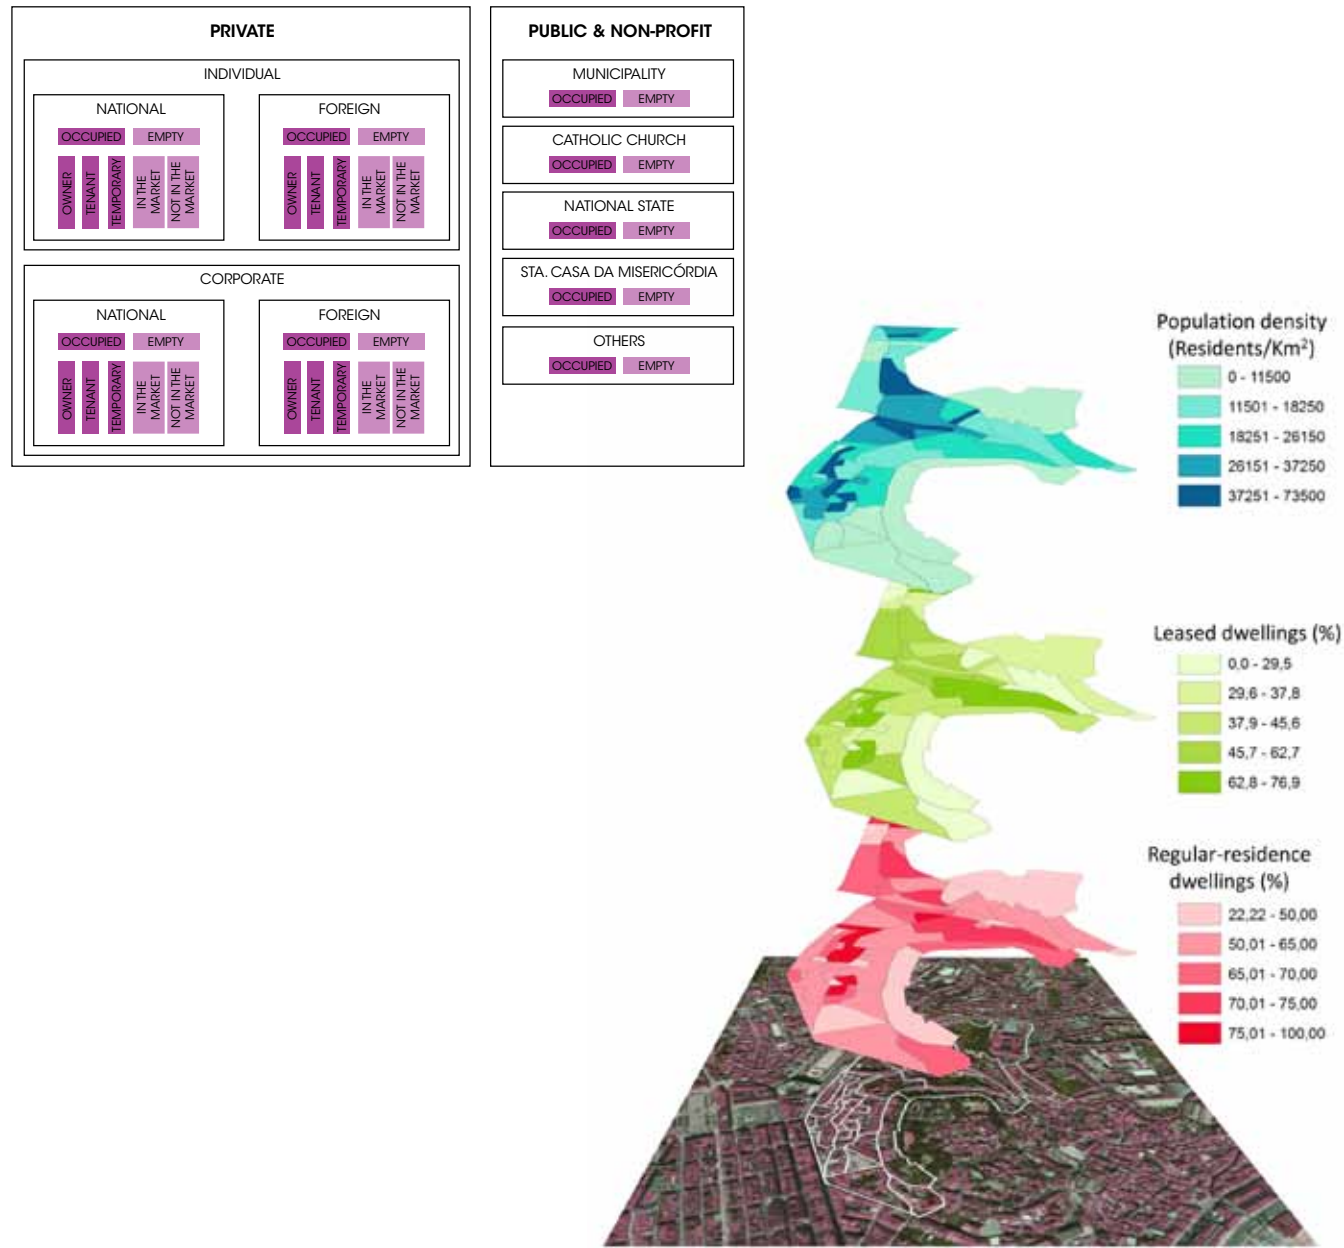 PRIVATE
INDIVIDUAL
NATIONAL
OCCUPIED EMPTY
OWNER
TENANT
TEMPORARY
IN THE
MARKET
NOT IN THE
MARKET
FOREIGN
OCCUPIED EMPTY
OWNER
TENANT
TEMPORARY
IN THE
MARKET
NOT IN THE
MARKET
CORPORATE
NATIONAL
OCCUPIED EMPTY
OWNER
TENANT
TEMPORARY
IN THE
MARKET
NOT IN THE
MARKET
FOREIGN
OCCUPIED EMPTY
OWNER
TENANT
TEMPORARY
IN THE
MARKET
NOT IN THE
MARKET
PUBLIC & NON-PROFIT
MUNICIPALITY
OCCUPIED EMPTY
CATHOLIC CHURCH
OCCUPIED EMPTY
NATIONAL STATE
OCCUPIED EMPTY
STA. CASA DA MISERICÓRDIA
OCCUPIED EMPTY
OTHERS
OCCUPIED EMPTY
Population density
(Residents/Km²)
0 - 11500
11501 - 18250
18251 - 26150
26151 - 37250
37251 - 73500
Leased dwellings (%)
0,0 - 29,5
29,6 - 37,8
37,9 - 45,6
45,7 - 62,7
62,8 - 76,9
Regular-residence
dwellings (%)
22,22 - 50,00
50,01 - 65,00
65,01 - 70,00
70,01 - 75,00
75,01 - 100,00